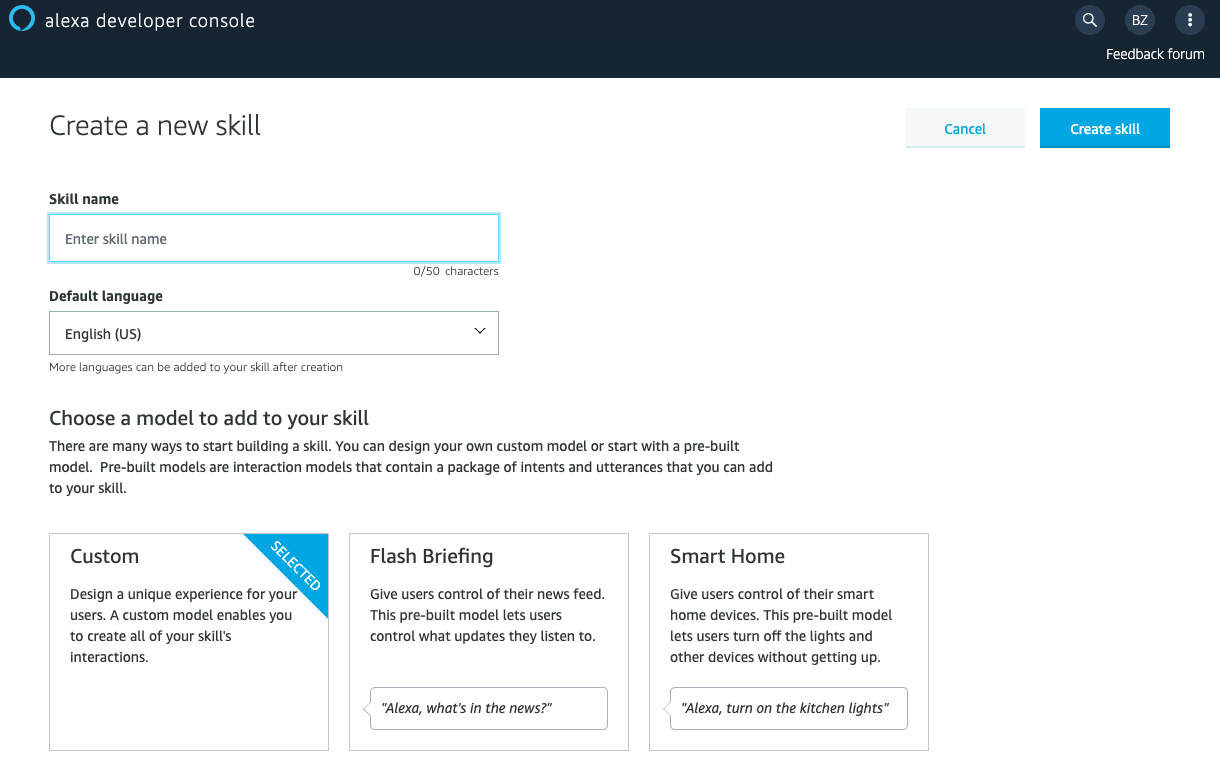 alexa developer console
BZ
Feedback forum
Create a new skill
Cancel
Create skill
Skill name
Enter skill name
0/50 characters
Default language
English (US)
More languages can be added to your skill after creation
Choose a model to add to your skill
There are many ways to start building a skill. You can design your own custom model or start with a pre-built
model. Pre-built models are interaction models that contain a package of intents and utterances that you can add
to your skill.
Custom
SELECTED
Design a unique experience for your
users. A custom model enables you
to create all of your skill's
interactions.
Flash Briefing
Give users control of their news feed.
This pre-built model lets users
control what updates they listen to.
"Alexa, what's in the news?"
Smart Home
Give users control of their smart
home devices. This pre-built model
lets users turn off the lights and
other devices without getting up.
"Alexa, turn on the kitchen lights"